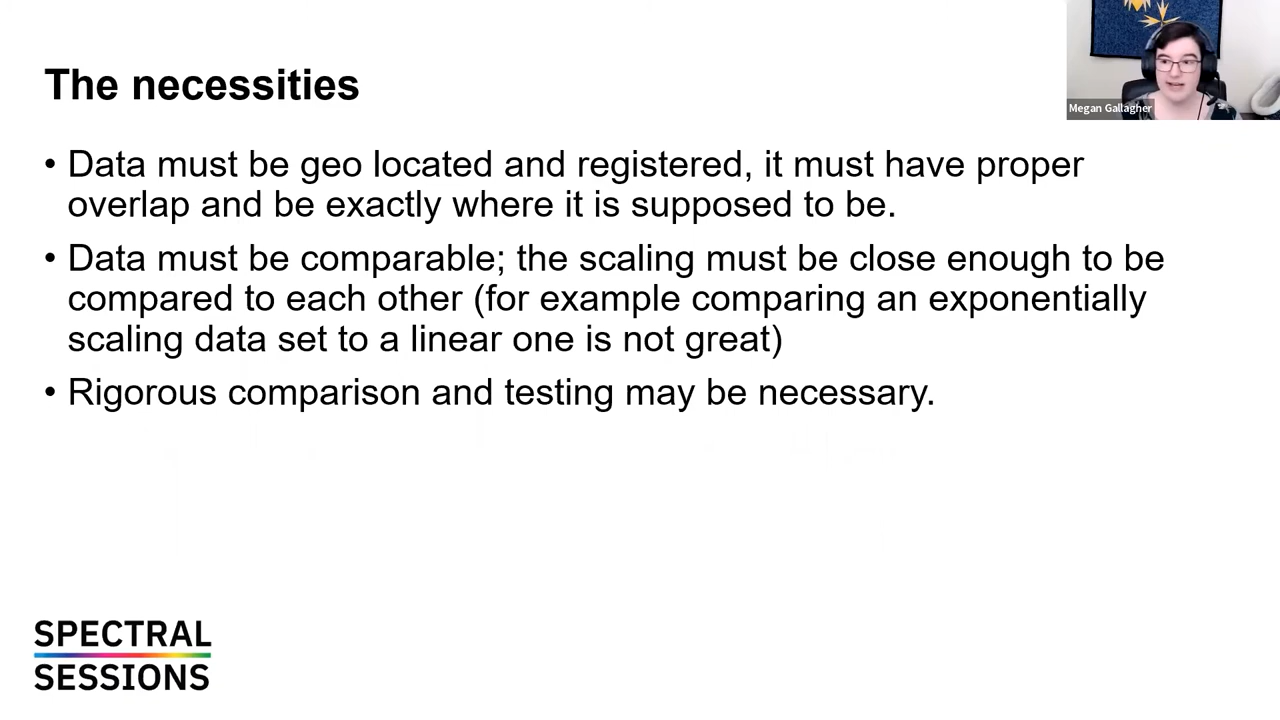 The necessities
Megan Gallagher
• Data must be geo located and registered, it must have proper
overlap and be exactly where it is supposed to be.
• Data must be comparable; the scaling must be close enough to be
compared to each other (for example comparing an exponentially
scaling data set to a linear one is not great)
• Rigorous comparison and testing may be necessary.
SPECTRAL
SESSIONS